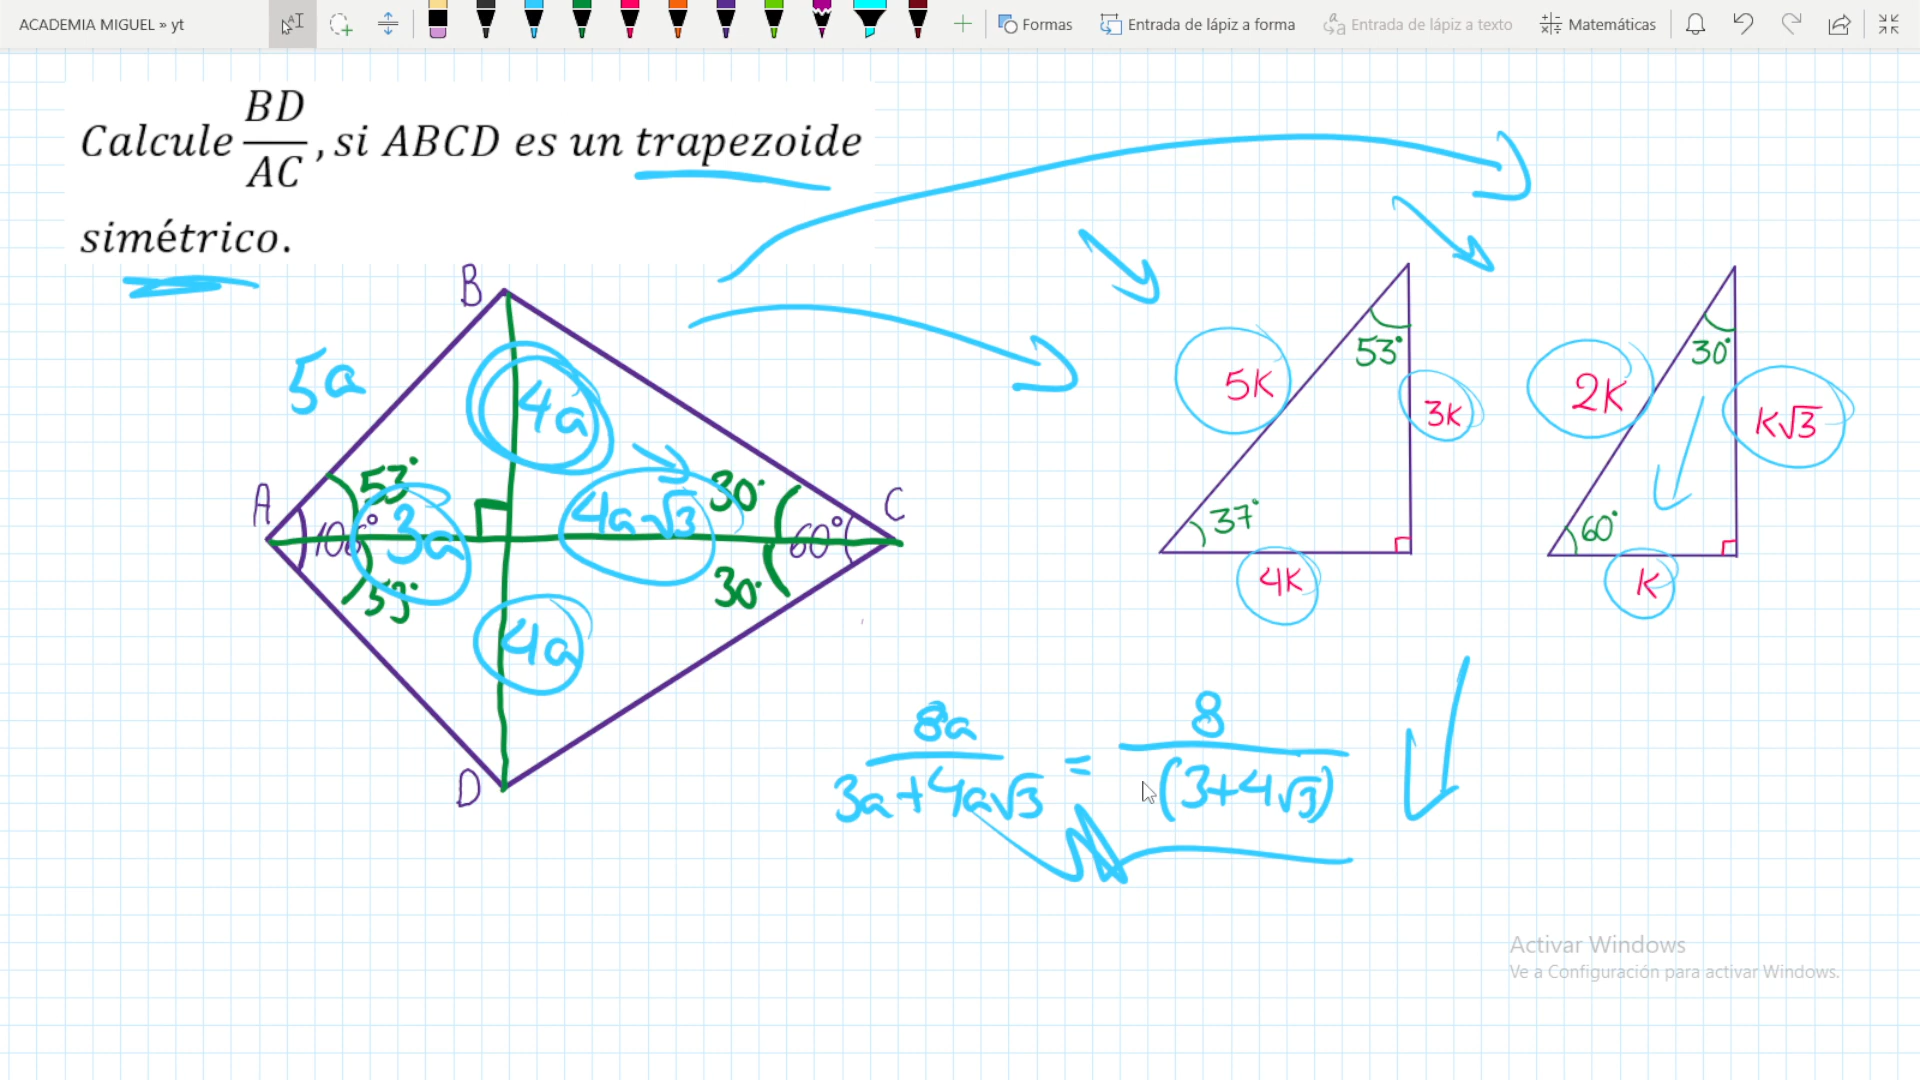 ACADEMIA MIGUEL » yt
Formas
Entrada de lápiz a forma
Entrada de lápiz a texto
Matemáticas
Calcule BD/AC, si ABCD es un trapezoide
simétrico.
B
5a
4a
A
53°
106°
3a
53°
4a√3
30°
60°
30°
C
4a
D
53°
5K
3K
37°
4K
30°
2K
K√3
60°
K
8a/(3a+4a√3) = 8/(3+4√3)
Activar Windows
Ve a Configuración para activar Windows.